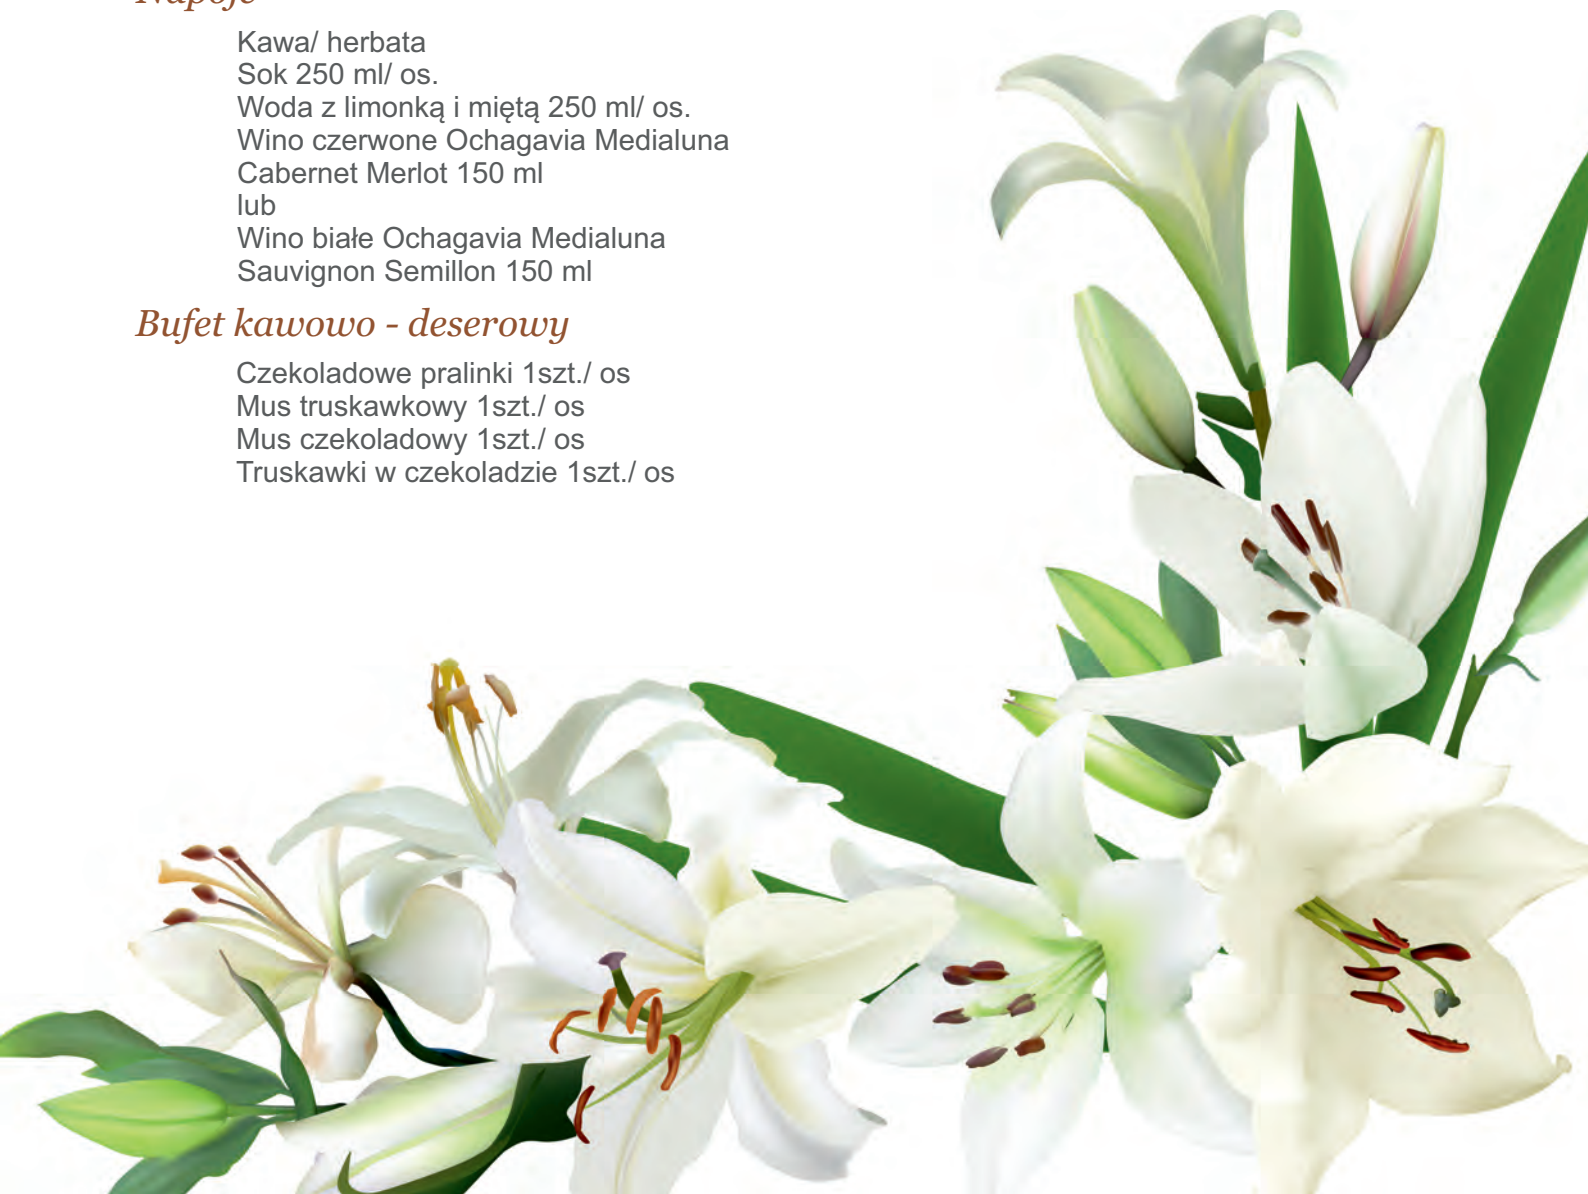 Napoje
Kawa/ herbata
Sok 250 ml/ os.
Woda z limonką i miętą 250 ml/ os.
Wino czerwone Ochagavia Medialuna
Cabernet Merlot 150 ml
lub
Wino białe Ochagavia Medialuna
Sauvignon Semillon 150 ml
Bufet kawowo - deserowy
Czekoladowe pralinki 1szt./ os
Mus truskawkowy 1szt./ os
Mus czekoladowy 1szt./ os
Truskawki w czekoladzie 1szt./ os